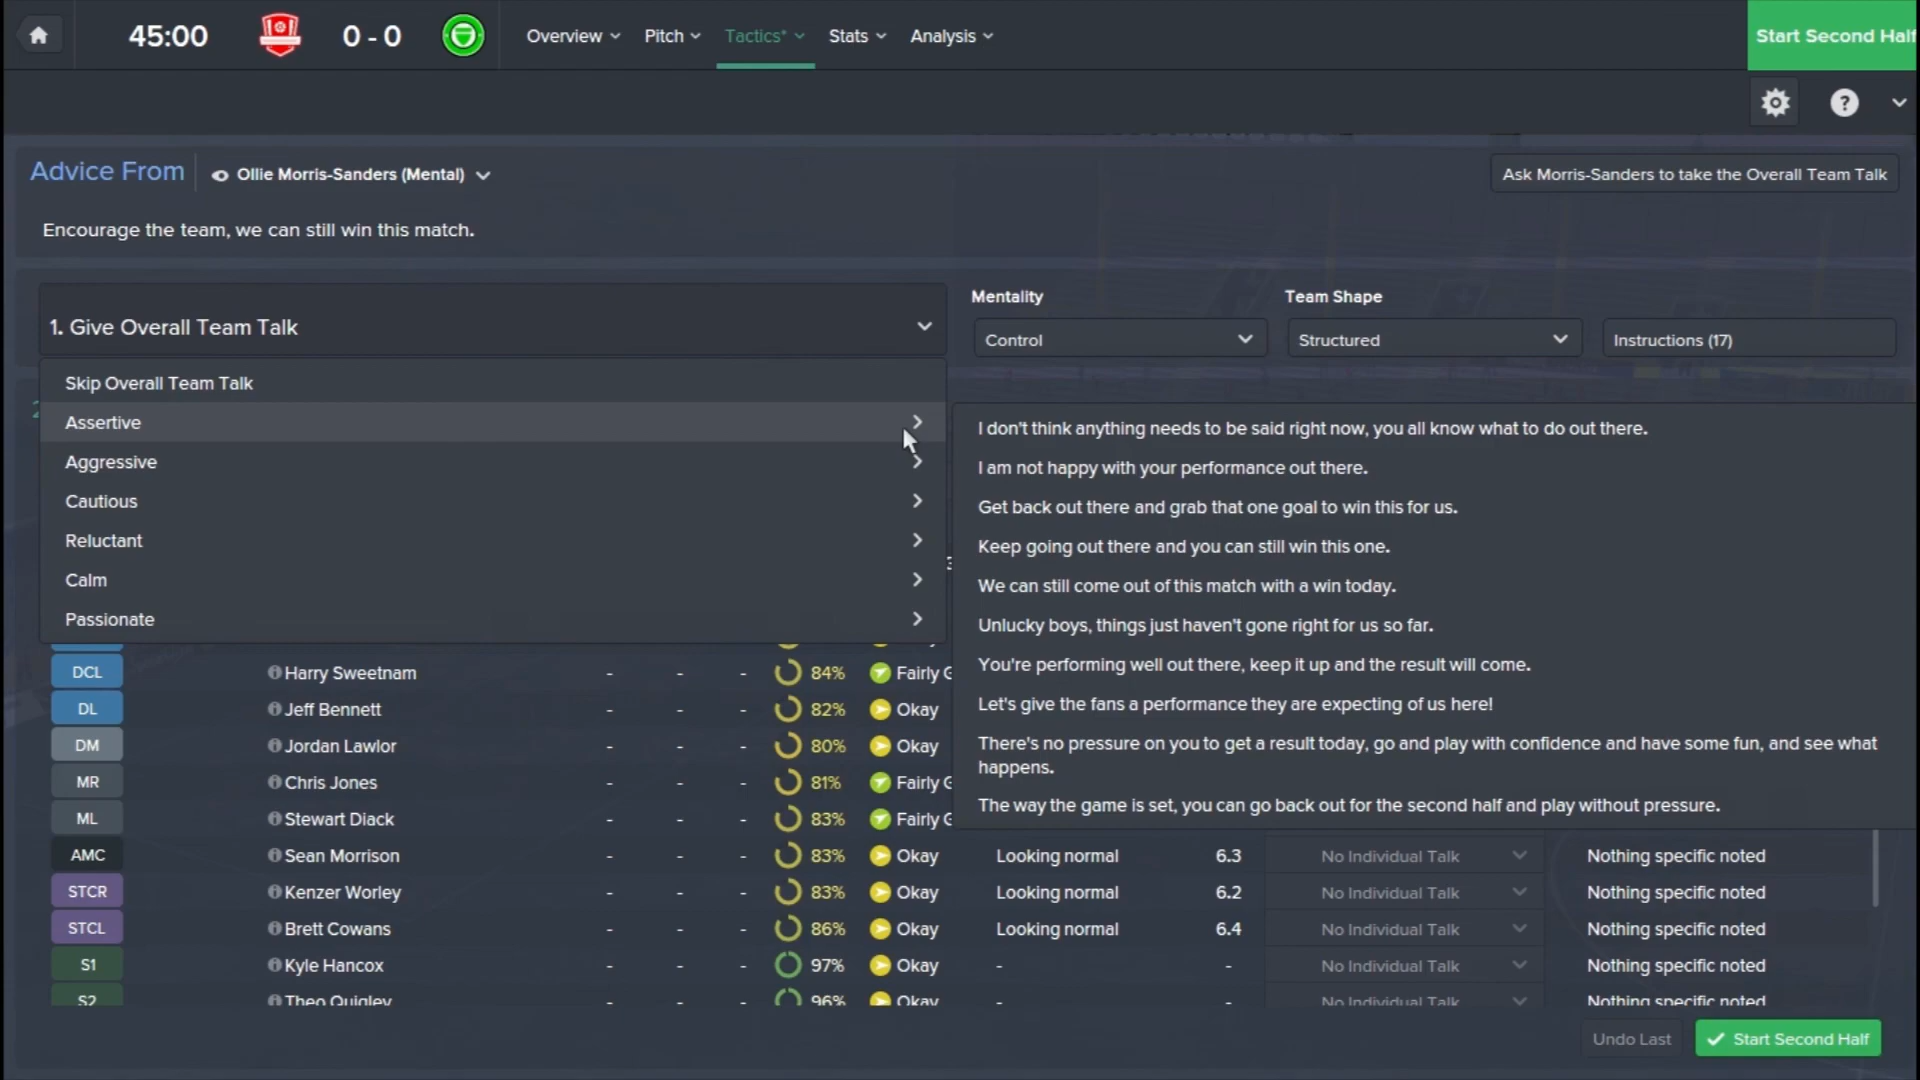 45:00
0 - 0
Overview
Pitch
Tactics*
Stats
Analysis
Start Second Half
?
Advice From
Ollie Morris-Sanders (Mental)
Ask Morris-Sanders to take the Overall Team Talk
Encourage the team, we can still win this match.
1. Give Overall Team Talk
Mentality
Control
Team Shape
Structured
Instructions (17)
Skip Overall Team Talk
Assertive
Aggressive
Cautious
Reluctant
Calm
Passionate
I don't think anything needs to be said right now, you all know what to do out there.
I am not happy with your performance out there.
Get back out there and grab that one goal to win this for us.
Keep going out there and you can still win this one.
We can still come out of this match with a win today.
Unlucky boys, things just haven't gone right for us so far.
You're performing well out there, keep it up and the result will come.
Let's give the fans a performance they are expecting of us here!
There's no pressure on you to get a result today, go and play with confidence and have some fun, and see what
happens.
The way the game is set, you can go back out for the second half and play without pressure.
DCL Harry Sweetnam - - - 84% Fairly G
DL Jeff Bennett - - - 82% Okay
DM Jordan Lawlor - - - 80% Okay
MR Chris Jones - - - 81% Fairly G
ML Stewart Diack - - - 83% Fairly G
AMC Sean Morrison - - - 83% Okay Looking normal 6.3 No Individual Talk Nothing specific noted
STCR Kenzer Worley - - - 83% Okay Looking normal 6.2 No Individual Talk Nothing specific noted
STCL Brett Cowans - - - 86% Okay Looking normal 6.4 No Individual Talk Nothing specific noted
S1 Kyle Hancox - - - 97% Okay - - No Individual Talk Nothing specific noted
S2 Theo Quigley - - - 96% Okay - - No Individual Talk Nothing specific noted
Undo Last
Start Second Half